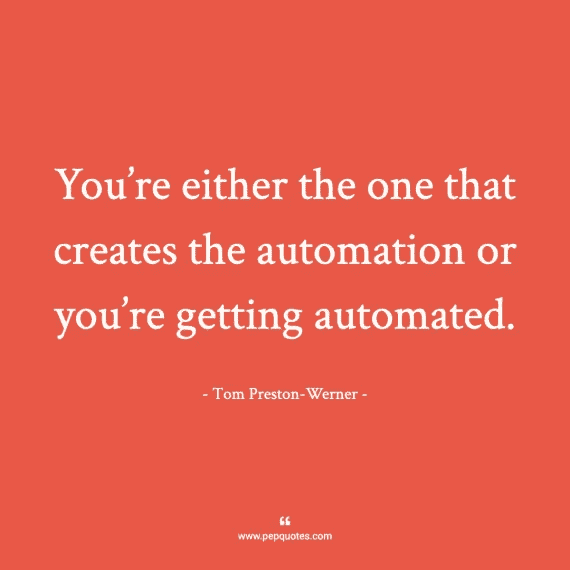 You’re either the one that
creates the automation or
you’re getting automated.
- Tom Preston-Werner -
❝
www.pepquotes.com